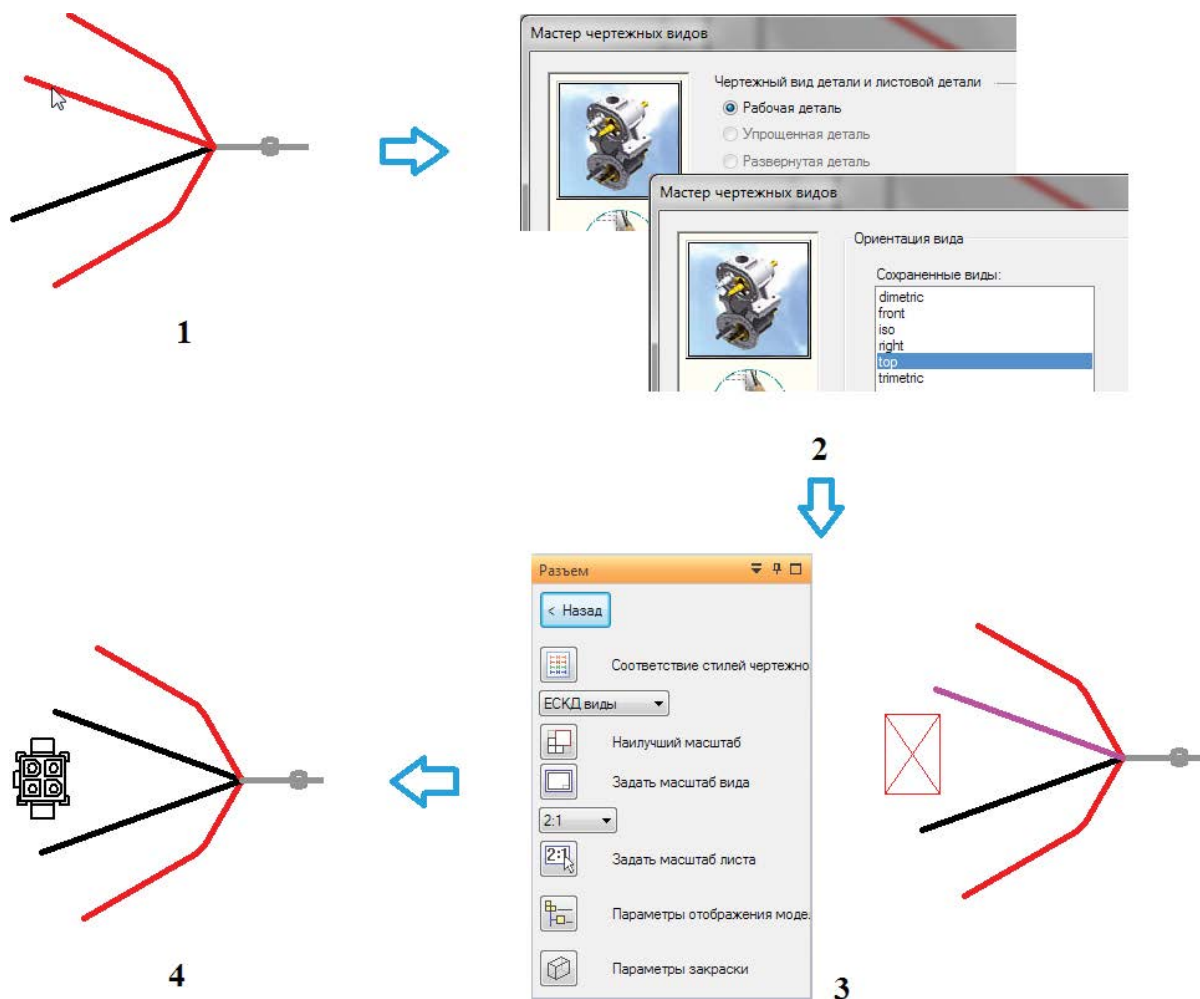 Мастер чертежных видов
Чертежный вид детали и листовой детали
Рабочая деталь
Упрощенная деталь
Развернутая деталь
Мастер чертежных видов
Ориентация вида
Сохраненные виды:
dimetric
front
iso
right
top
trimetric
1
2
Разъем
< Назад
Соответствие стилей чертежно
ЕСКД виды
Наилучший масштаб
Задать масштаб вида
2:1
2:1
Задать масштаб листа
Параметры отображения моде.
Параметры закраски
3
4